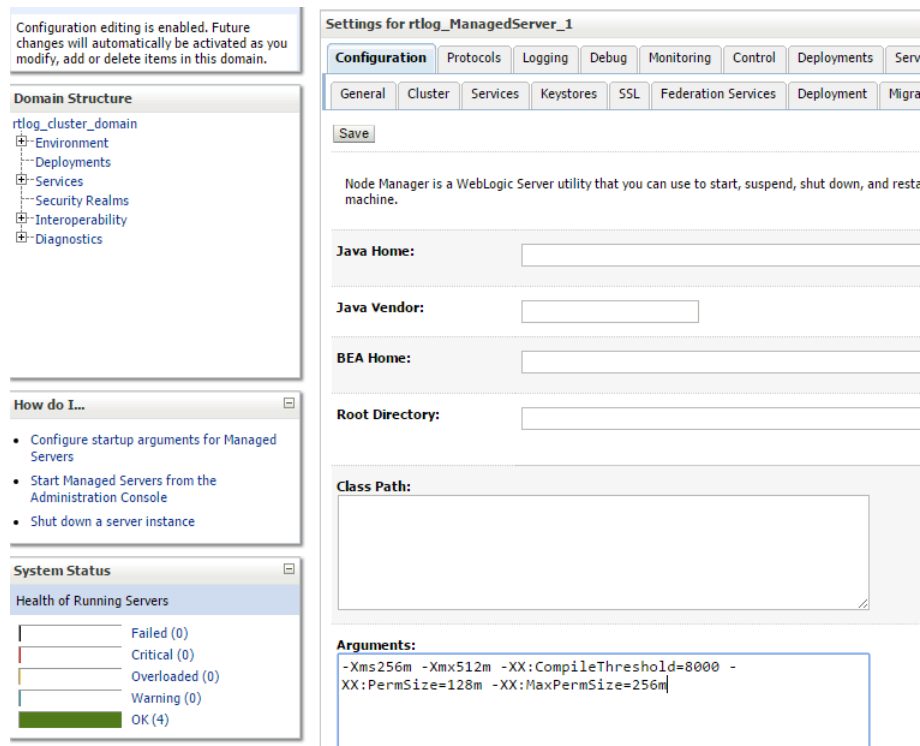 Configuration editing is enabled. Future
changes will automatically be activated as you
modify, add or delete items in this domain.
Domain Structure
rtlog_cluster_domain
Environment
Deployments
Services
Security Realms
Interoperability
Diagnostics
How do I...
Configure startup arguments for Managed
Servers
Start Managed Servers from the
Administration Console
Shut down a server instance
System Status
Health of Running Servers
Failed (0)
Critical (0)
Overloaded (0)
Warning (0)
OK (4)
Settings for rtlog_ManagedServer_1
Configuration Protocols Logging Debug Monitoring Control Deployments Serv
General Cluster Services Keystores SSL Federation Services Deployment Migra
Save
Node Manager is a WebLogic Server utility that you can use to start, suspend, shut down, and resta
machine.
Java Home:
Java Vendor:
BEA Home:
Root Directory:
Class Path:
Arguments:
-Xms256m -Xmx512m -XX:CompileThreshold=8000 -
XX:PermSize=128m -XX:MaxPermSize=256m